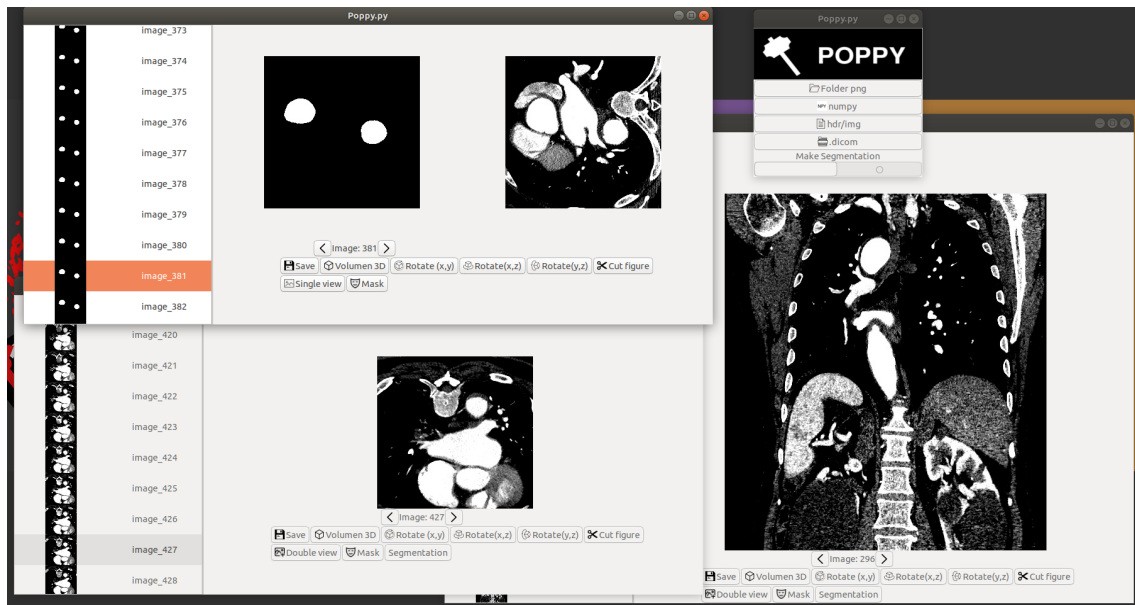 Poppy.py
image_373
image_374
image_375
image_376
image_377
image_378
image_379
image_380
image_381
image_382
Image: 381
Save Volumen 3D Rotate (x,y) Rotate(x,z) Rotate(y,z) Cut figure
Single view Mask
Poppy.py
POPPY
Folder png
NPY numpy
hdr/img
.dicom
Make Segmentation
image_420
image_421
image_422
image_423
image_424
image_425
image_426
image_427
image_428
Image: 427
Save Volumen 3D Rotate (x,y) Rotate(x,z) Rotate(y,z) Cut figure
Double view Mask Segmentation
Image: 296
Save Volumen 3D Rotate (x,y) Rotate(x,z) Rotate(y,z) Cut figure
Double view Mask Segmentation